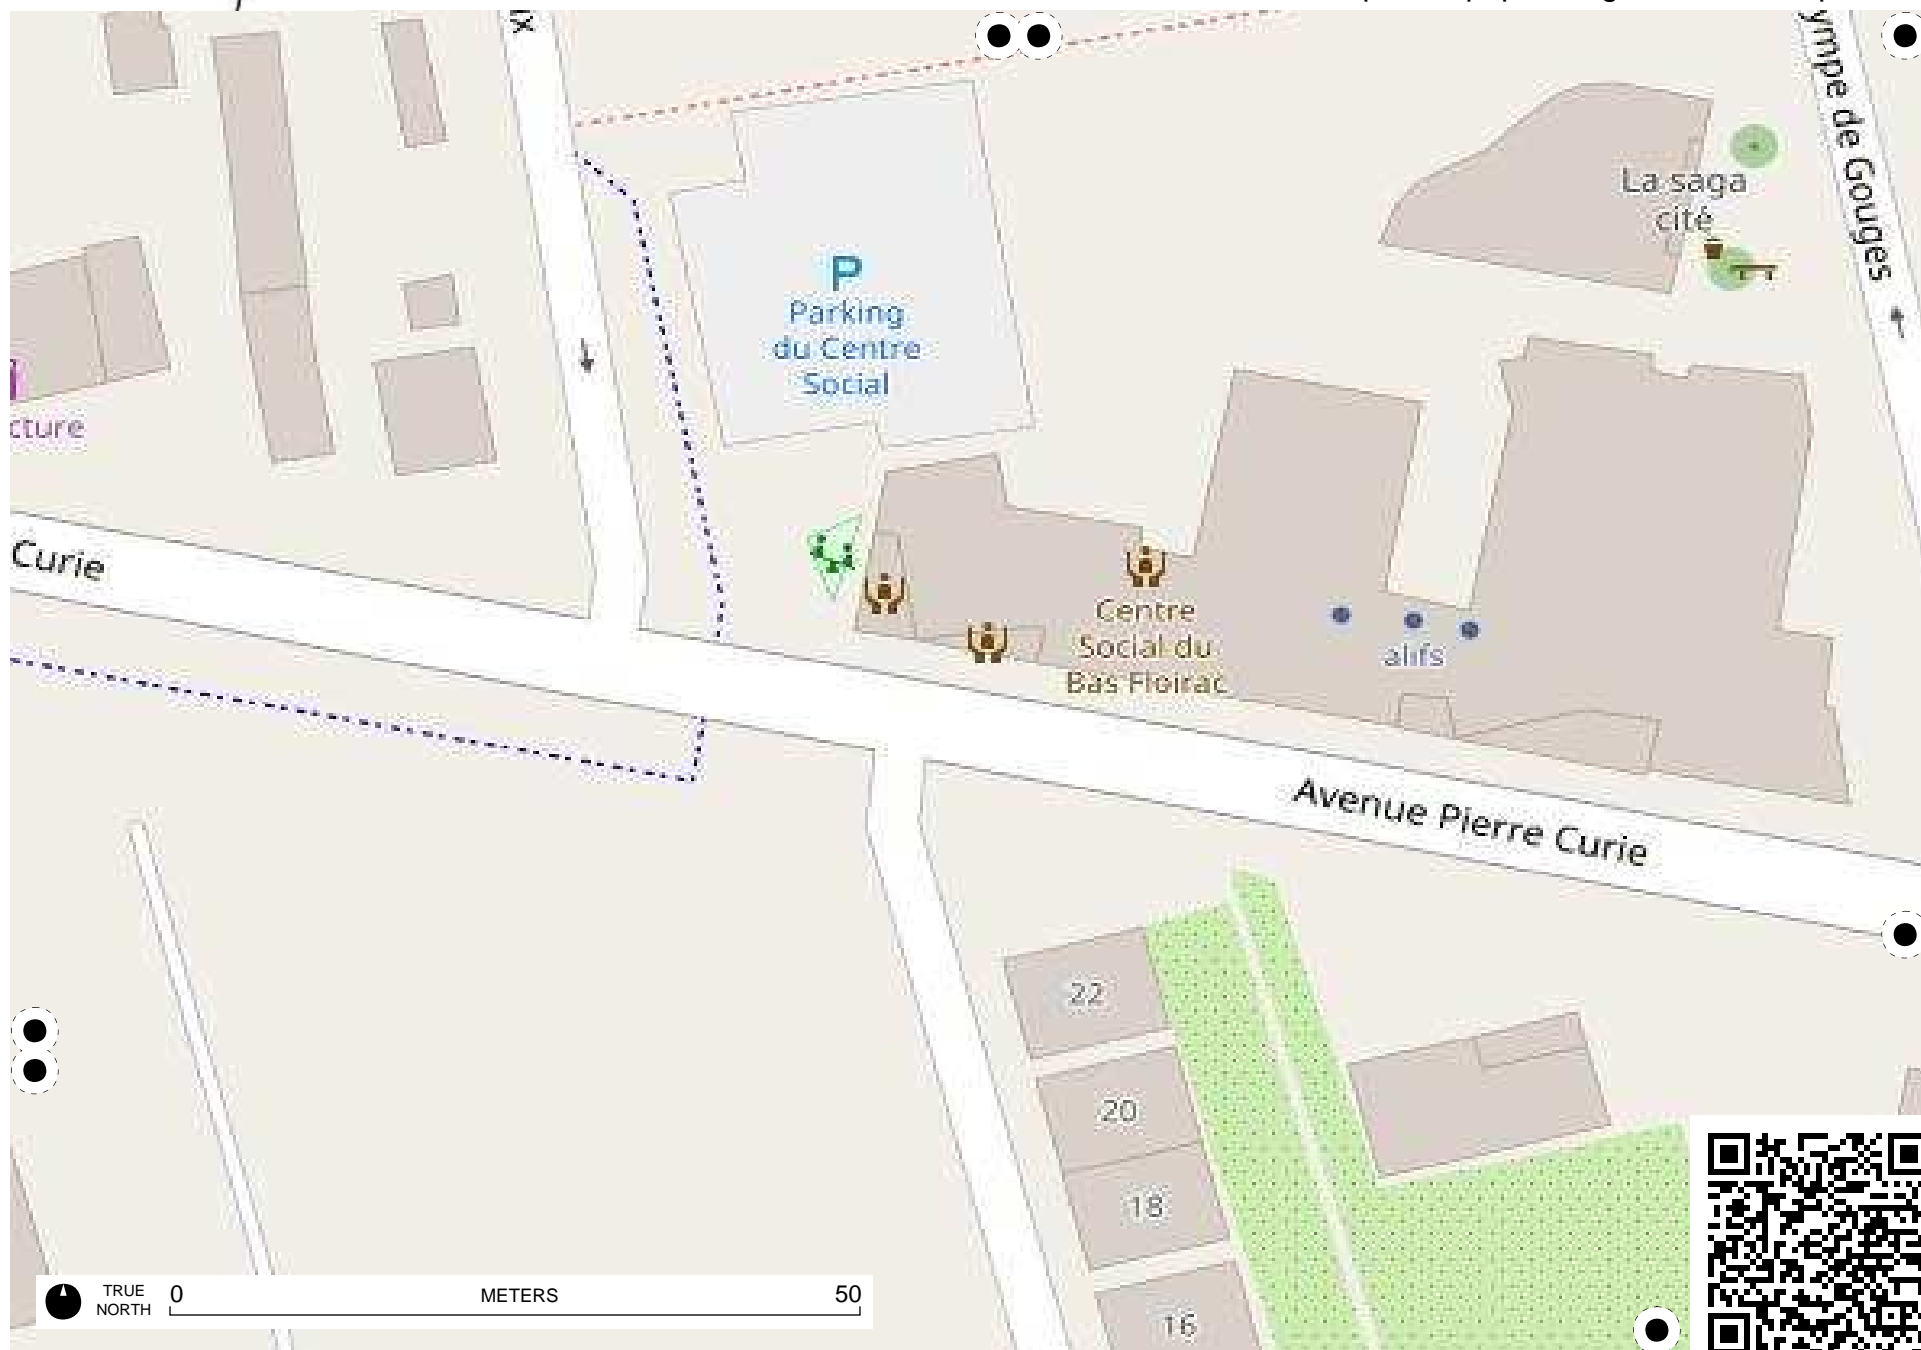 ympe de Gouges
La saga
cité
P
Parking
du Centre
Social
cture
Curie
Centre
Social du
Bas Floirac
alifs
Avenue Pierre Curie
22
20
18
16
TRUE
NORTH
0 METERS 50